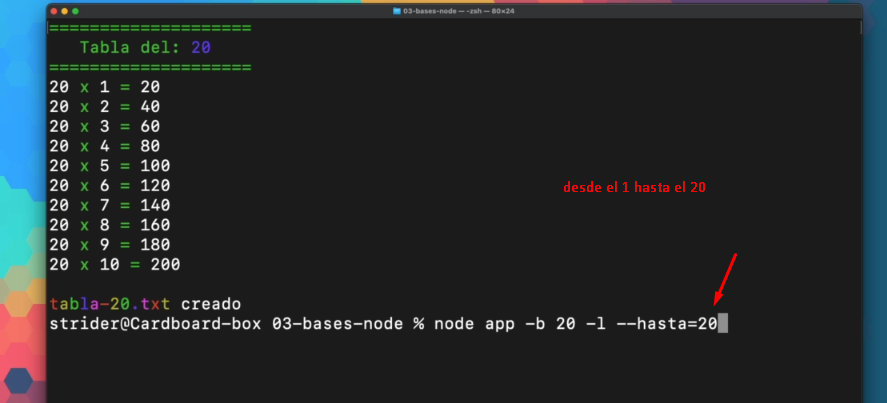 03-bases-node — -zsh — 80×24
====================
Tabla del: 20
====================
20 x 1 = 20
20 x 2 = 40
20 x 3 = 60
20 x 4 = 80
20 x 5 = 100
20 x 6 = 120
20 x 7 = 140
20 x 8 = 160
20 x 9 = 180
20 x 10 = 200
desde el 1 hasta el 20
tabla-20.txt creado
strider@Cardboard-box 03-bases-node % node app -b 20 -l --hasta=20